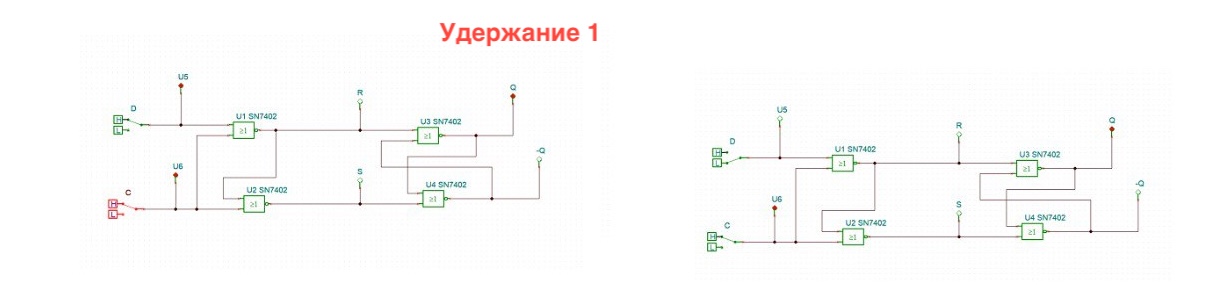 Удержание 1
U5
D
H
L
U1 SN7402
≥1
R
U3 SN7402
≥1
Q
-Q
U6
C
H
L
U2 SN7402
≥1
S
U4 SN7402
≥1
U5
D
H
L
U1 SN7402
≥1
R
U3 SN7402
≥1
Q
-Q
U6
C
H
L
U2 SN7402
≥1
S
U4 SN7402
≥1